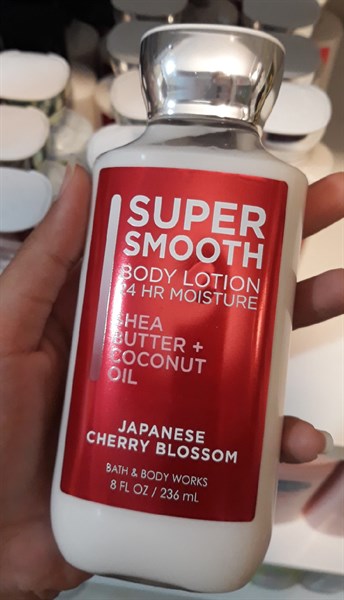 SUPER
SMOOTH
BODY LOTION
24 HR MOISTURE
SHEA
BUTTER +
COCONUT
OIL
JAPANESE
CHERRY BLOSSOM
BATH & BODY WORKS
8 FL OZ / 236 mL